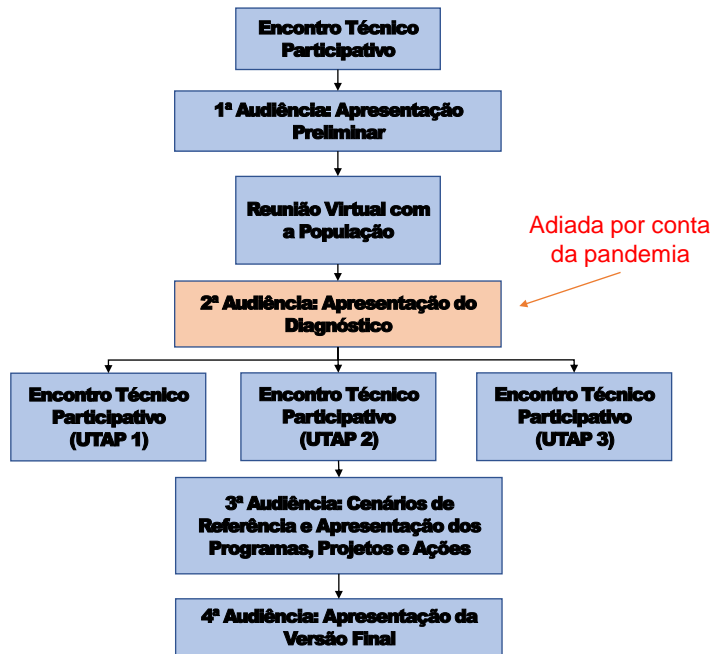 Encontro Técnico
Participativo
1ª Audiência: Apresentação
Preliminar
Reunião Virtual com
a População
Adiada por conta
da pandemia
2ª Audiência: Apresentação do
Diagnóstico
Encontro Técnico
Participativo
(UTAP 1)
Encontro Técnico
Participativo
(UTAP 2)
Encontro Técnico
Participativo
(UTAP 3)
3ª Audiência: Cenários de
Referência e Apresentação dos
Programas, Projetos e Ações
4ª Audiência: Apresentação da
Versão Final